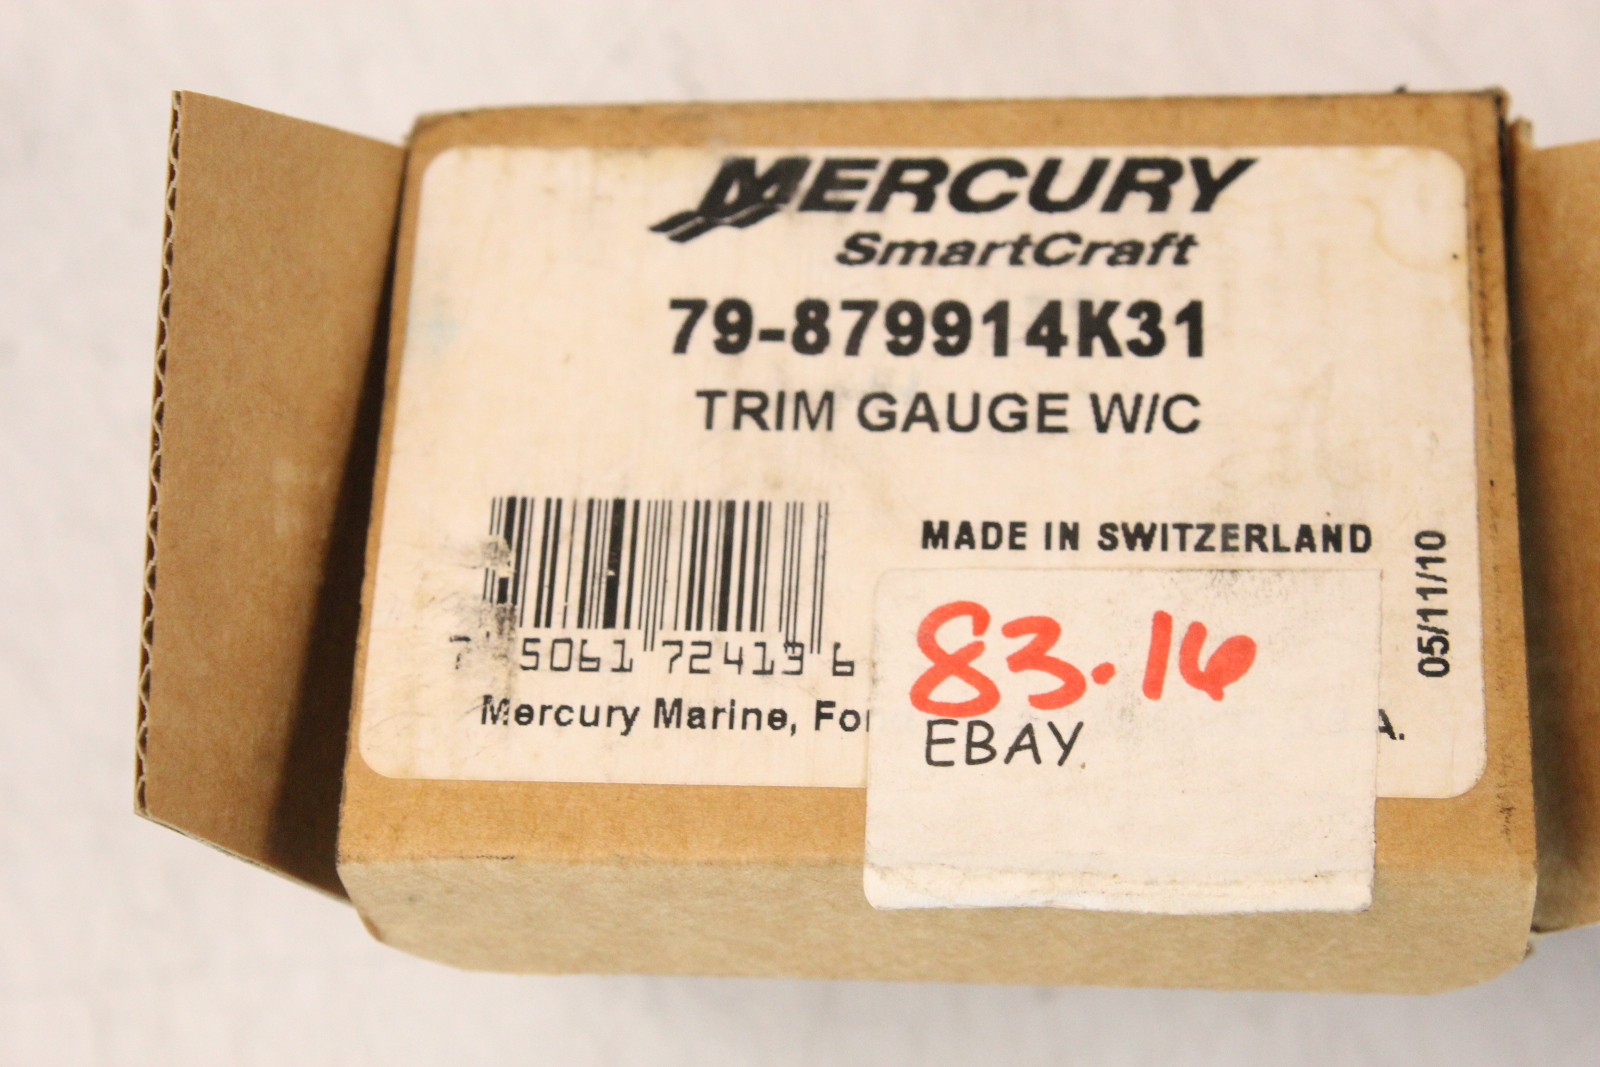 MERCURY
SmartCraft
79-879914K31
TRIM GAUGE W/C
MADE IN SWITZERLAND
05/11/10
7 5061 72413 6
Mercury Marine,
83.16
EBAY